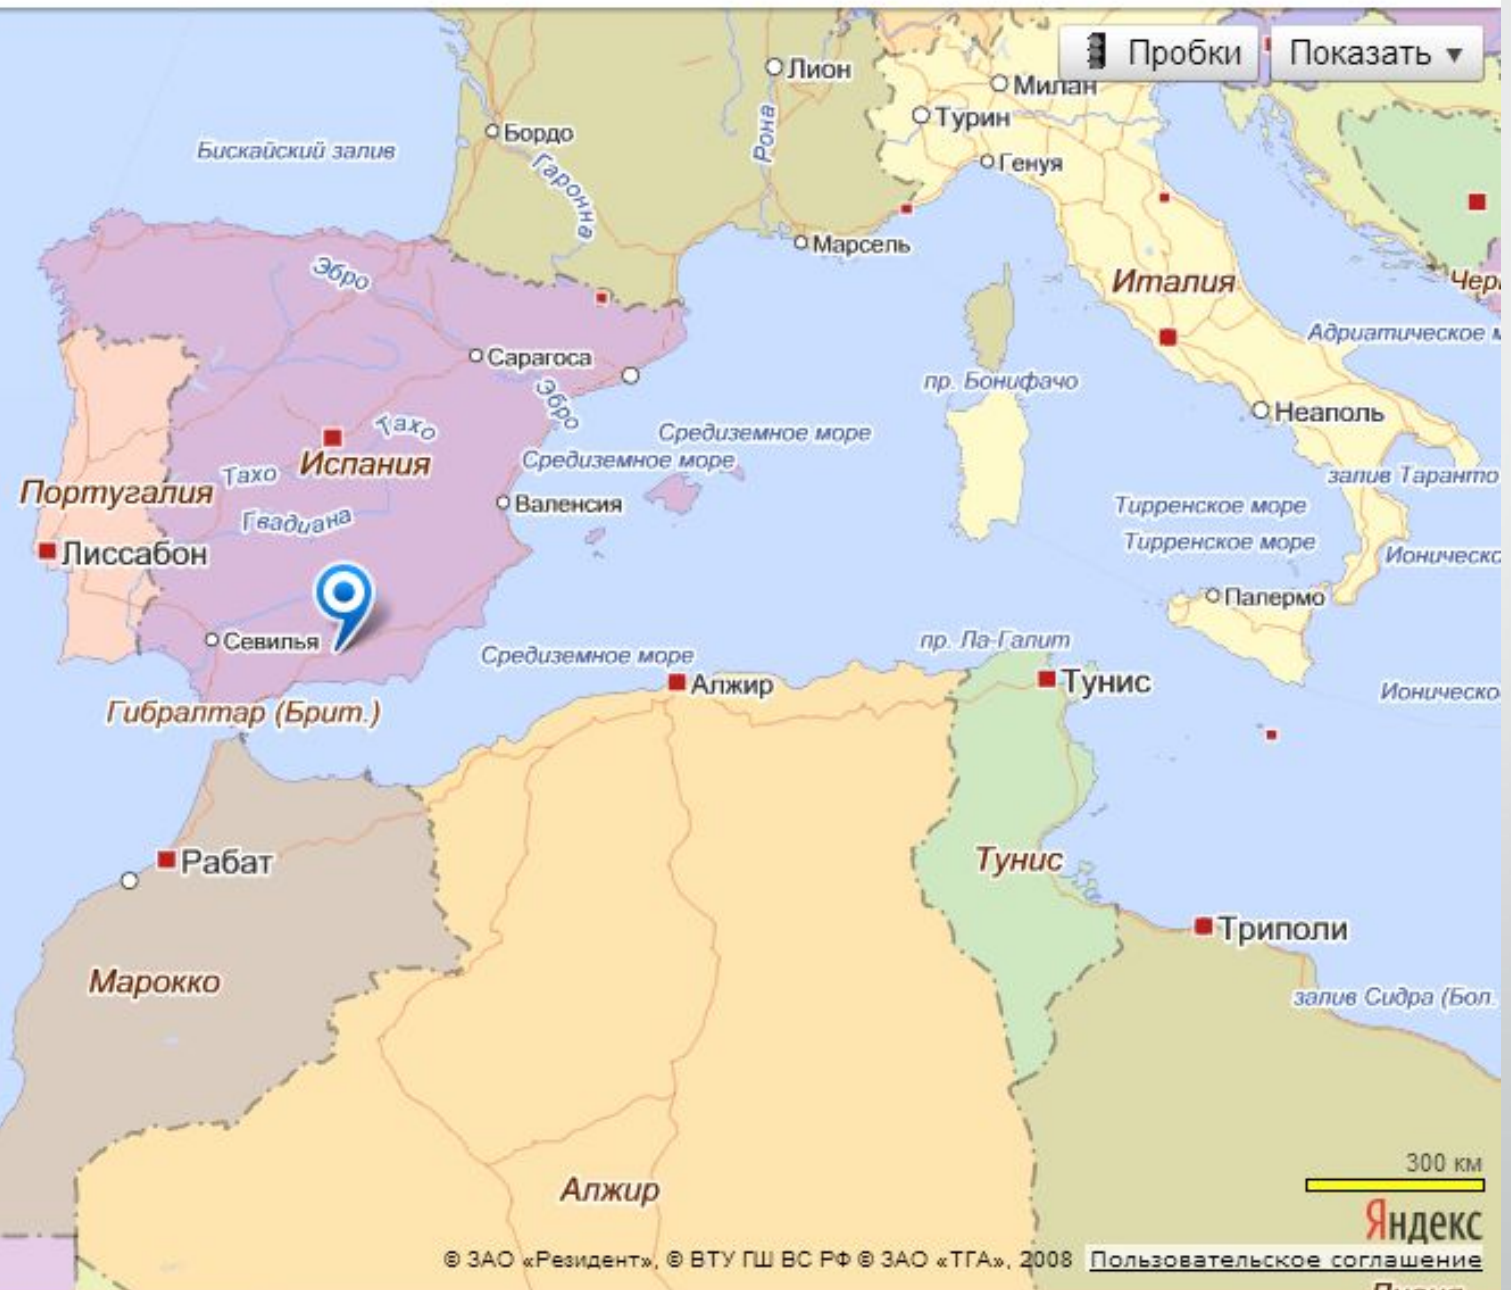 Пробки
Показать
Лион
Милан
Турин
Бордо
Рона
Бискайский залив
Гаронна
Генуя
Марсель
Эбро
Италия
Адриатическое
Сарагоса
пр. Бонифачо
Эбро
Неаполь
Тахо
Средиземное море
Испания
Средиземное море
Тахо
залив Таранто
Португалия
Валенсия
Тирренское море
Гвадиана
Тирренское море
Лиссабон
Палермо
Севилья
пр. Ла-Галит
Средиземное море
Алжир
Тунис
Гибралтар (Брит.)
Рабат
Тунис
Триполи
Марокко
залив Сидра (Бол.
300 км
Алжир
Яндекс
© ЗАО «Резидент», © ВТУ ГШ ВС РФ © ЗАО «ТГА», 2008 Пользовательское соглашение